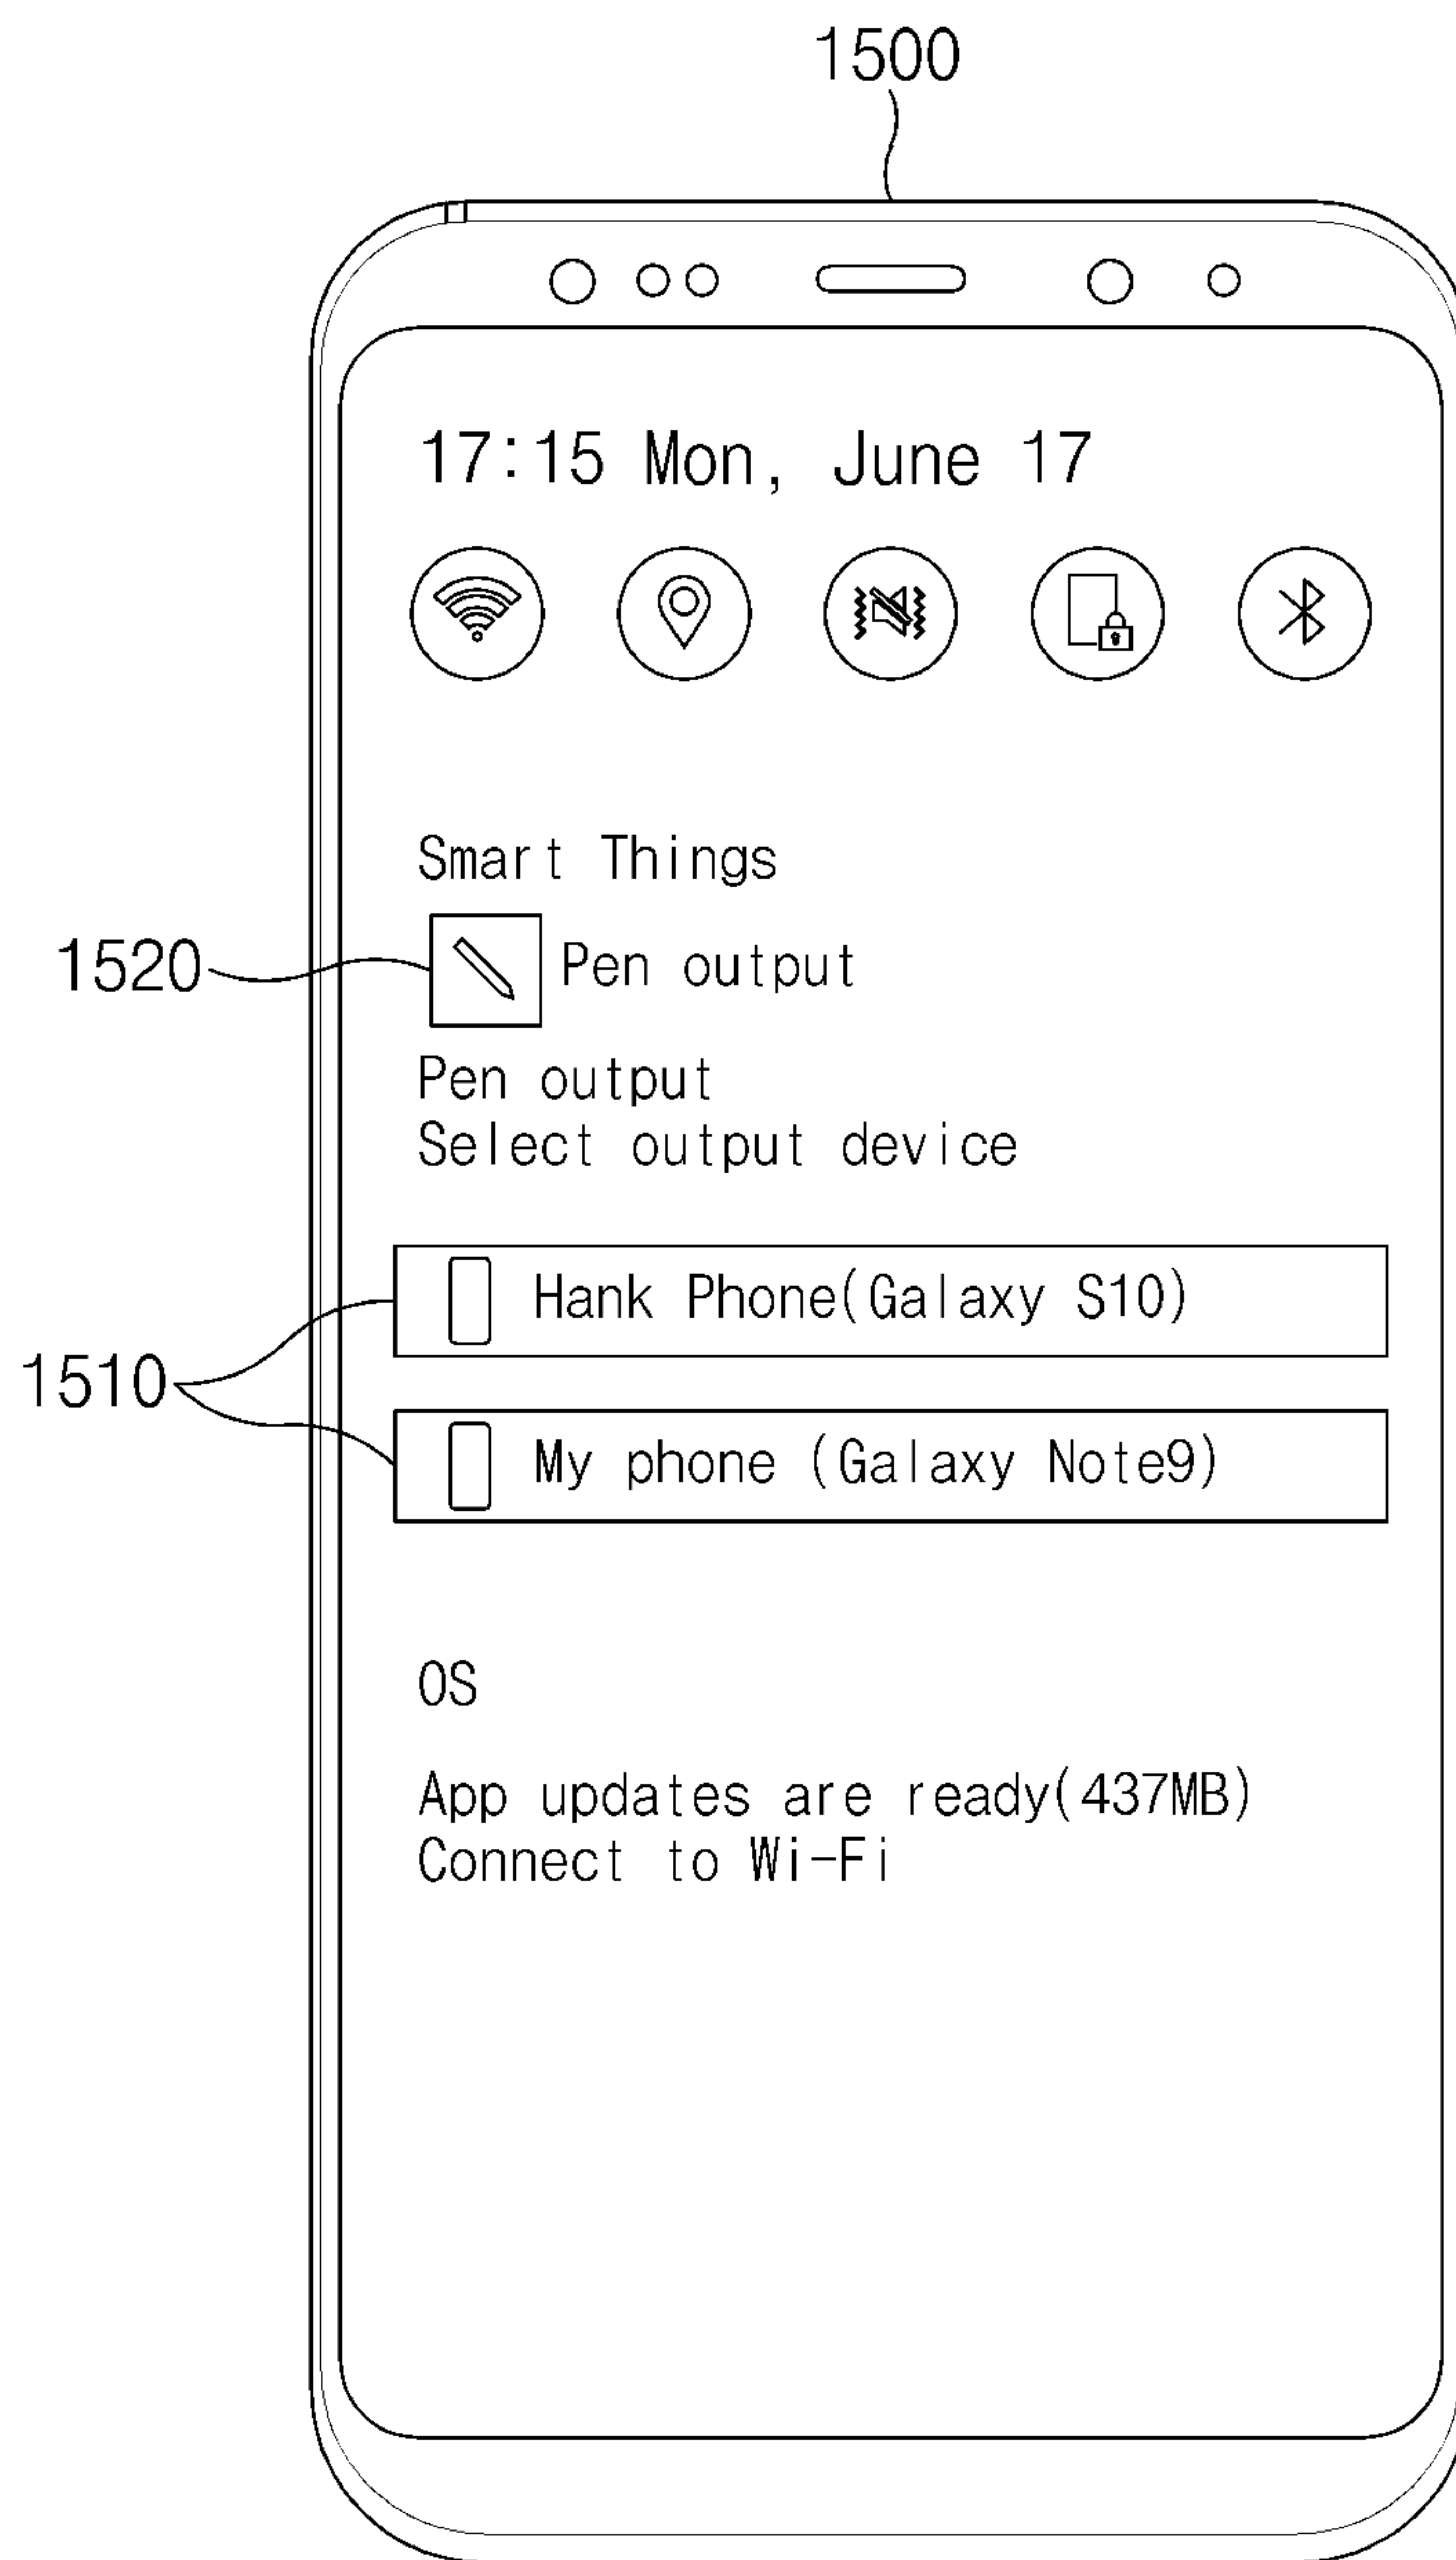 1500
17:15 Mon, June 17
Smart Things
1520
Pen output
Pen output
Select output device
Hank Phone(Galaxy S10)
1510
My phone (Galaxy Note9)
OS
App updates are ready(437MB)
Connect to Wi-Fi